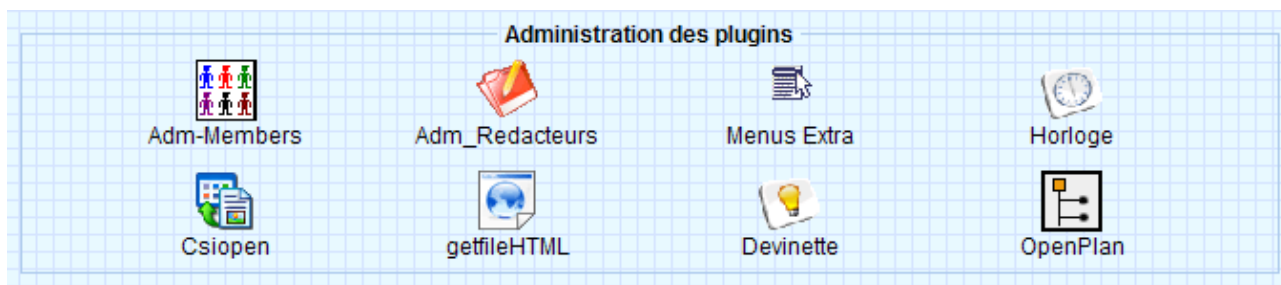 Administration des plugins
Adm-Members Adm_Redacteurs Menus Extra Horloge
Csiopen getfileHTML Devinette OpenPlan